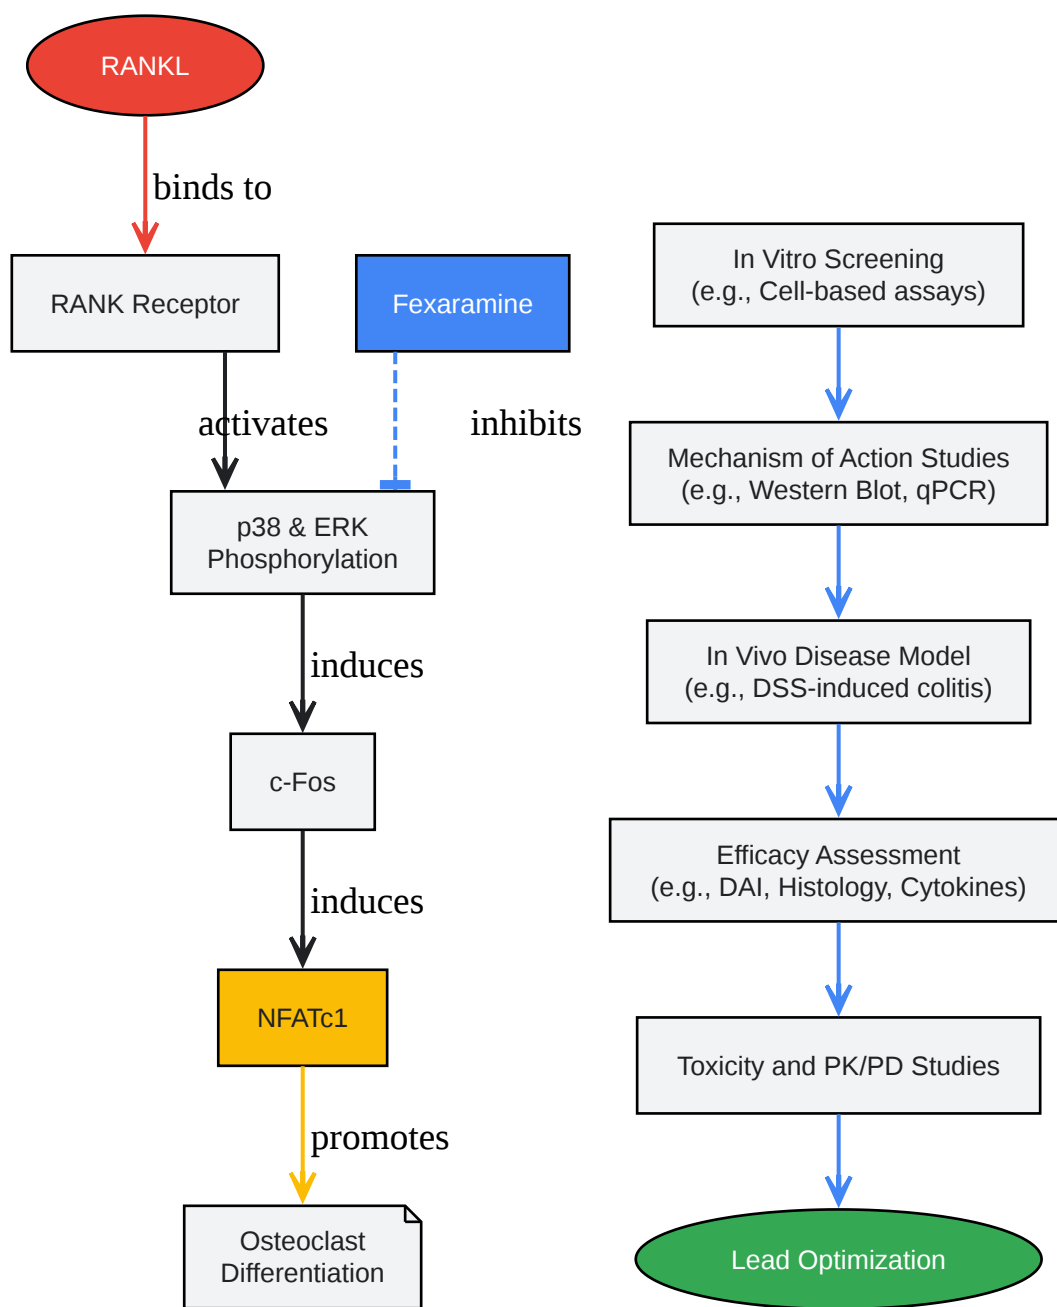 RANKL
binds to
RANK Receptor
Fexaramine
activates
inhibits
p38 & ERK
Phosphorylation
induces
c-Fos
induces
NFATc1
promotes
Osteoclast
Differentiation
In Vitro Screening
(e.g., Cell-based assays)
Mechanism of Action Studies
(e.g., Western Blot, qPCR)
In Vivo Disease Model
(e.g., DSS-induced colitis)
Efficacy Assessment
(e.g., DAI, Histology, Cytokines)
Toxicity and PK/PD Studies
Lead Optimization